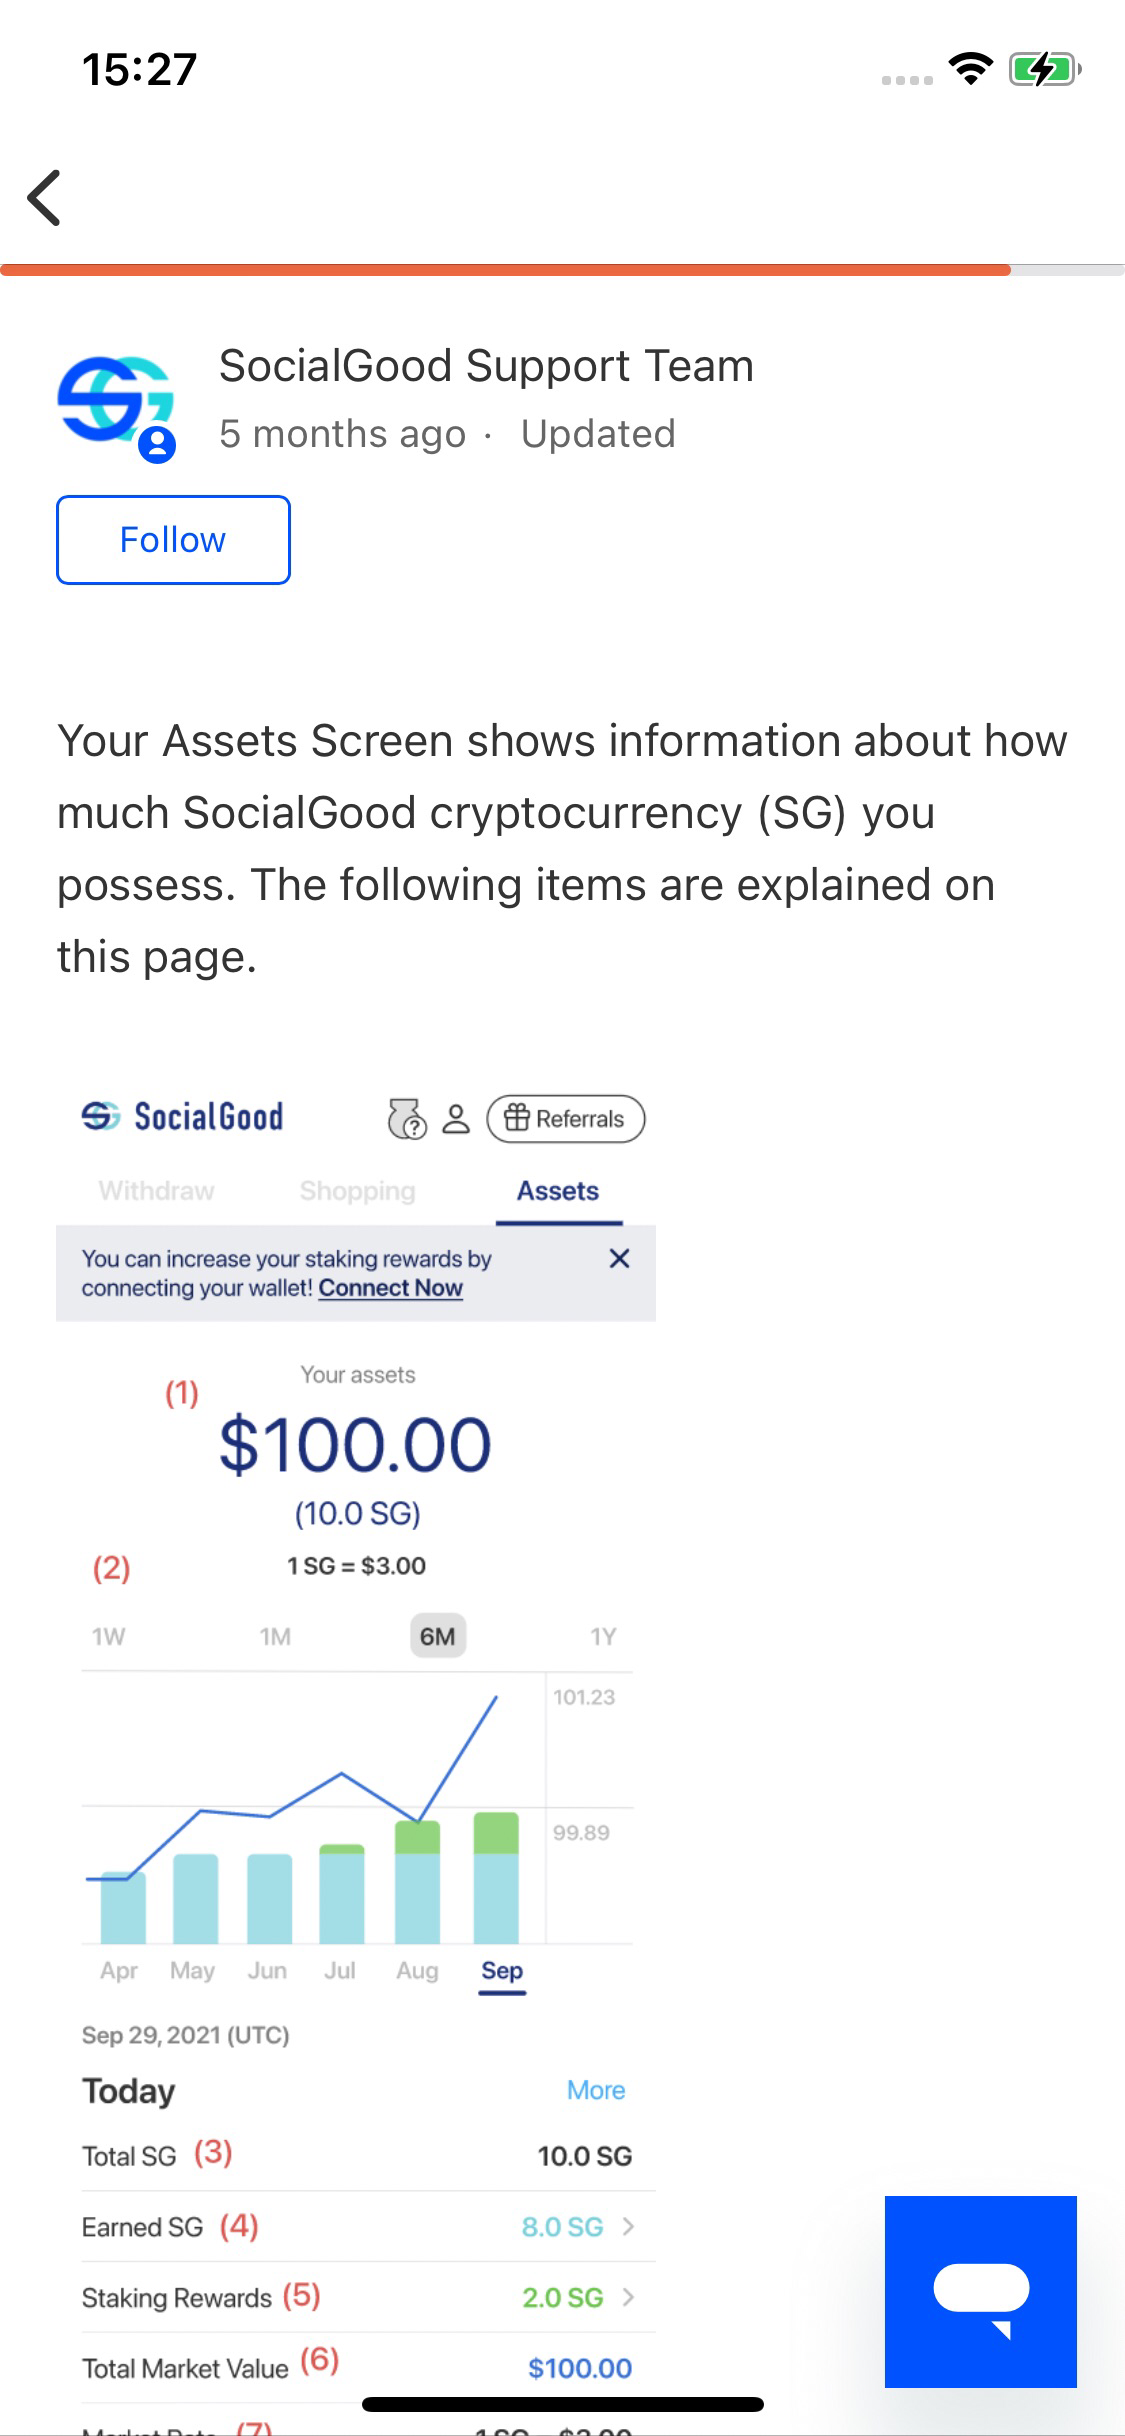 15:27
SocialGood Support Team
5 months ago · Updated
Follow
Your Assets Screen shows information about how
much SocialGood cryptocurrency (SG) you
possess. The following items are explained on
this page.
SocialGood
? Referrals
Withdraw Shopping Assets
You can increase your staking rewards by
connecting your wallet! Connect Now
Your assets
(1)
$100.00
(10.0 SG)
(2) 1 SG = $3.00
1W 1M 6M 1Y
101.23
99.89
Apr May Jun Jul Aug Sep
Sep 29, 2021 (UTC)
Today More
Total SG (3) 10.0 SG
Earned SG (4) 8.0 SG
Staking Rewards (5) 2.0 SG
Total Market Value (6) $100.00
(7)